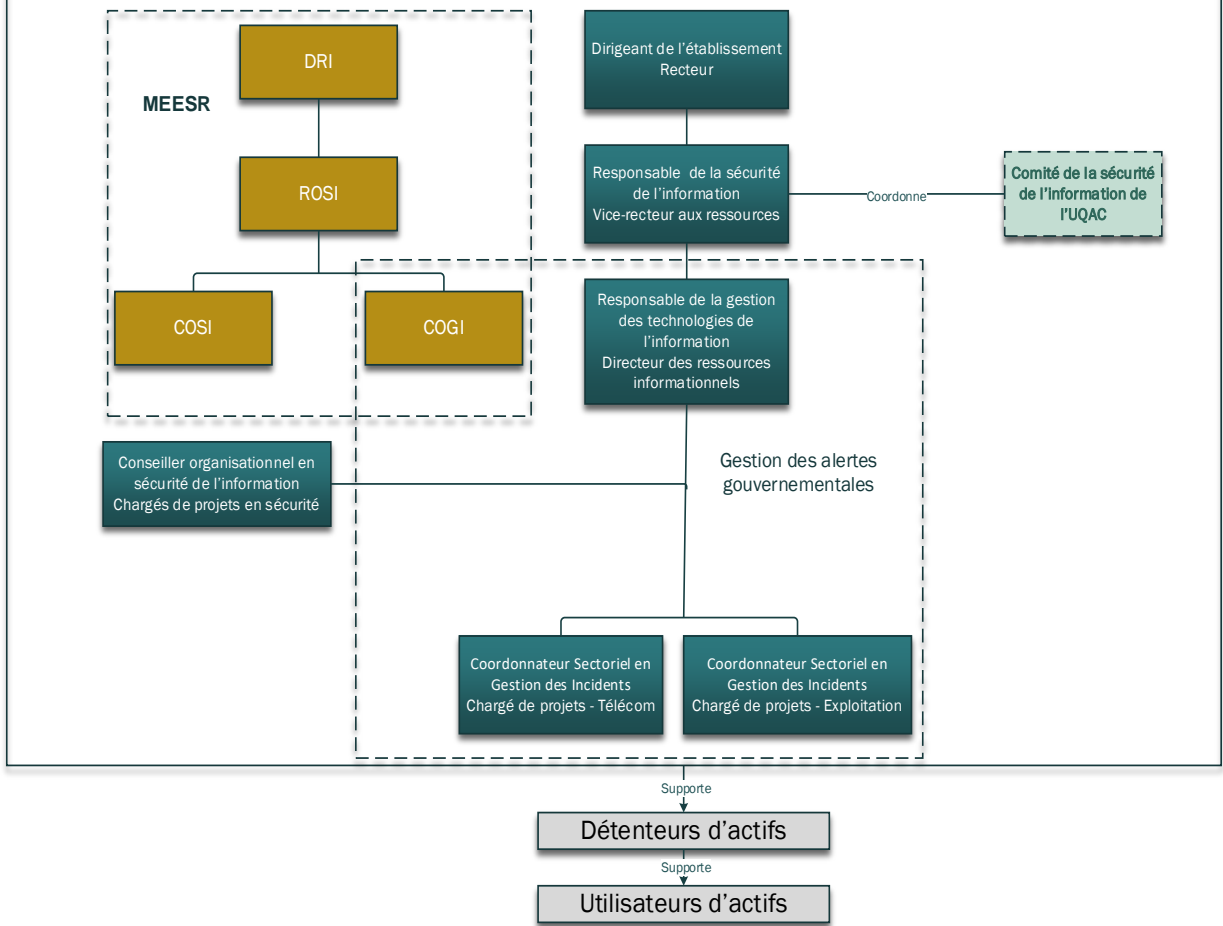 MEESR
DRI
ROSI
COSI
COGI
Dirigeant de l'établissement
Recteur
Responsable de la sécurité
de l'information
Vice-recteur aux ressources
Coordonne
Comité de la sécurité
de l'Information de
l'UQAC
Responsable de la gestion
des technologies de
l'information
Directeur des ressources
informationnels
Conseiller organisationnel en
sécurité de l'information
Chargés de projets en sécurité
Gestion des alertes
gouvernementales
Coordonnateur Sectoriel en
Gestion des Incidents
Chargé de projets - Télécom
Coordonnateur Sectoriel en
Gestion des Incidents
Chargé de projets - Exploitation
Supporte
Détenteurs d'actifs
Supporte
Utilisateurs d'actifs